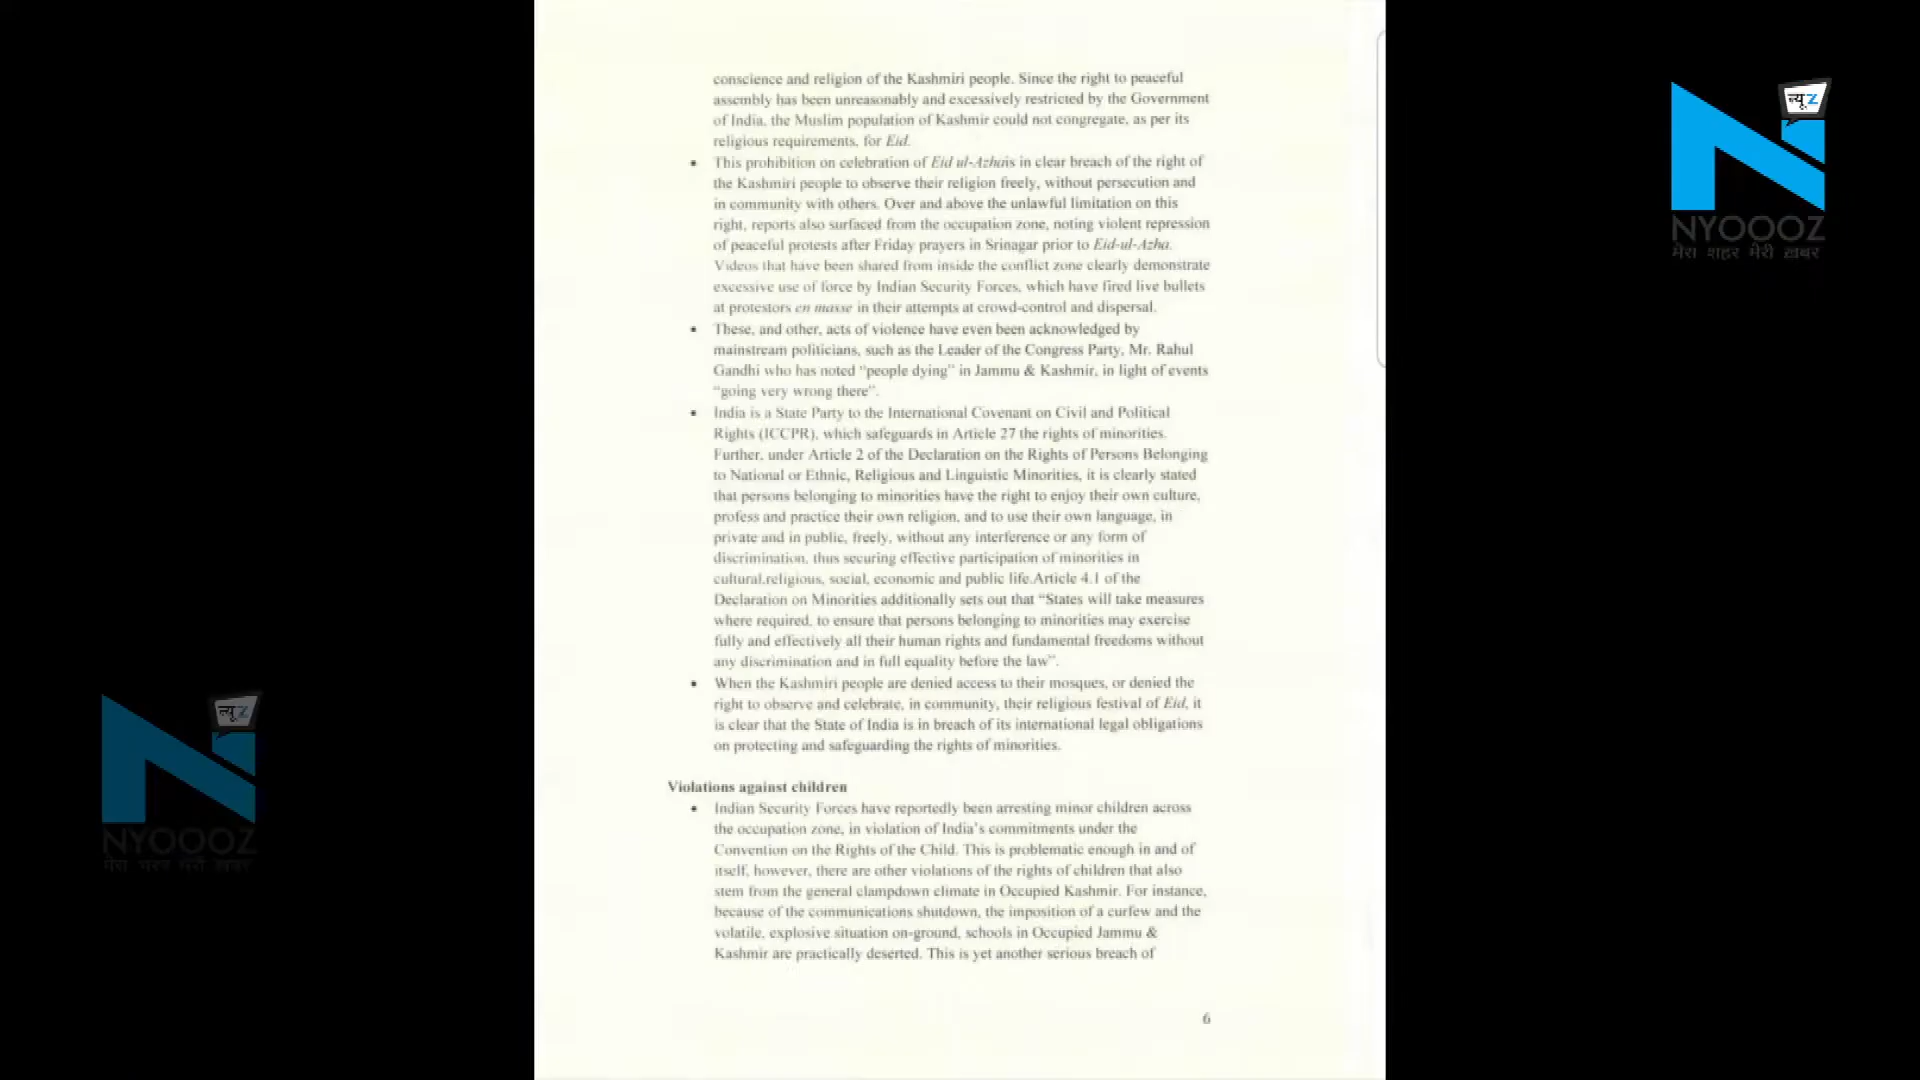 conscience and religion of the Kashmiri people. Since the right to peaceful
assembly has been unreasonably and excessively restricted by the Government
of India, the Muslim population of Kashmir could not congregate, as per its
religious requirements, for Eid.
• This prohibition on celebration of Eid ul-Azhais in clear breach of the right of
the Kashmiri people to observe their religion freely, without persecution and
in community with others. Over and above the unlawful limitation on this
right, reports also surfaced from the occupation zone, noting violent repression
of peaceful protests after Friday prayers in Srinagar prior to Eid-ul-Azha.
Videos that have been shared from inside the conflict zone clearly demonstrate
excessive use of force by Indian Security Forces, which have fired live bullets
at protestors en masse in their attempts at crowd-control and dispersal.
• These, and other, acts of violence have even been acknowledged by
mainstream politicians, such as the Leader of the Congress Party, Mr. Rahul
Gandhi who has noted “people dying” in Jammu & Kashmir, in light of events
“going very wrong there”.
• India is a State Party to the International Covenant on Civil and Political
Rights (ICCPR), which safeguards in Article 27 the rights of minorities.
Further, under Article 2 of the Declaration on the Rights of Persons Belonging
to National or Ethnic, Religious and Linguistic Minorities, it is clearly stated
that persons belonging to minorities have the right to enjoy their own culture,
profess and practice their own religion, and to use their own language, in
private and in public, freely, without any interference or any form of
discrimination, thus securing effective participation of minorities in
cultural,religious, social, economic and public life.Article 4.1 of the
Declaration on Minorities additionally sets out that “States will take measures
where required, to ensure that persons belonging to minorities may exercise
fully and effectively all their human rights and fundamental freedoms without
any discrimination and in full equality before the law”.
• When the Kashmiri people are denied access to their mosques, or denied the
right to observe and celebrate, in community, their religious festival of Eid, it
is clear that the State of India is in breach of its international legal obligations
on protecting and safeguarding the rights of minorities.
Violations against children
• Indian Security Forces have reportedly been arresting minor children across
the occupation zone, in violation of India’s commitments under the
Convention on the Rights of the Child. This is problematic enough in and of
itself, however, there are other violations of the rights of children that also
stem from the general clampdown climate in Occupied Kashmir. For instance,
because of the communications shutdown, the imposition of a curfew and the
volatile, explosive situation on-ground, schools in Occupied Jammu &
Kashmir are practically deserted. This is yet another serious breach of
6
न्यूZ
NYOOOZ
मेरा शहर मेरी ख़बर
न्यूZ
NYOOOZ
मेरा शहर मेरी ख़बर